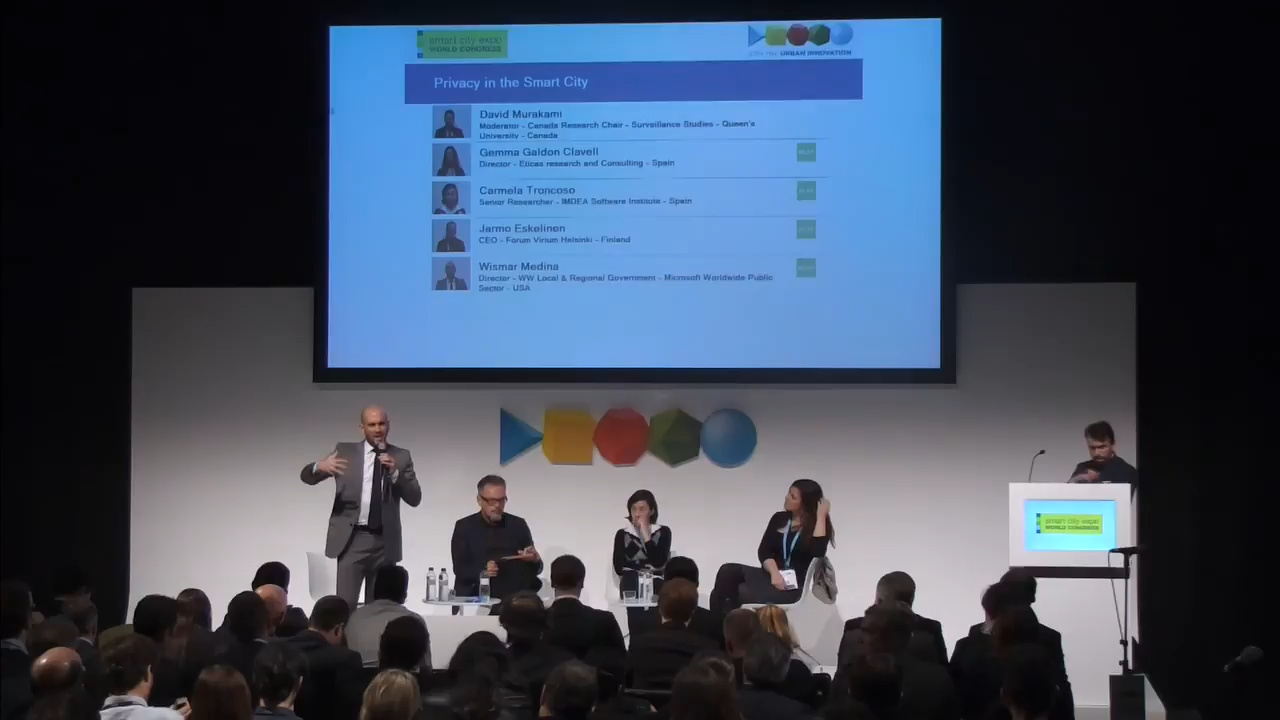 smart city expo
WORLD CONGRESS
URBAN INNOVATION
Privacy in the Smart City
David Murakami
Moderator - Canada Research Chair - Surveillance Studies - Queen's
University - Canada
Gemma Galdon Clavell
Director - Eticas research and Consulting - Spain
Carmela Troncoso
Senior Researcher - IMDEA Software Institute - Spain
Jarmo Eskelinen
CEO - Forum Virium Helsinki - Finland
Wismar Medina
Director - WW Local & Regional Government - Microsoft Worldwide Public
Sector - USA
smart city expo
WORLD CONGRESS